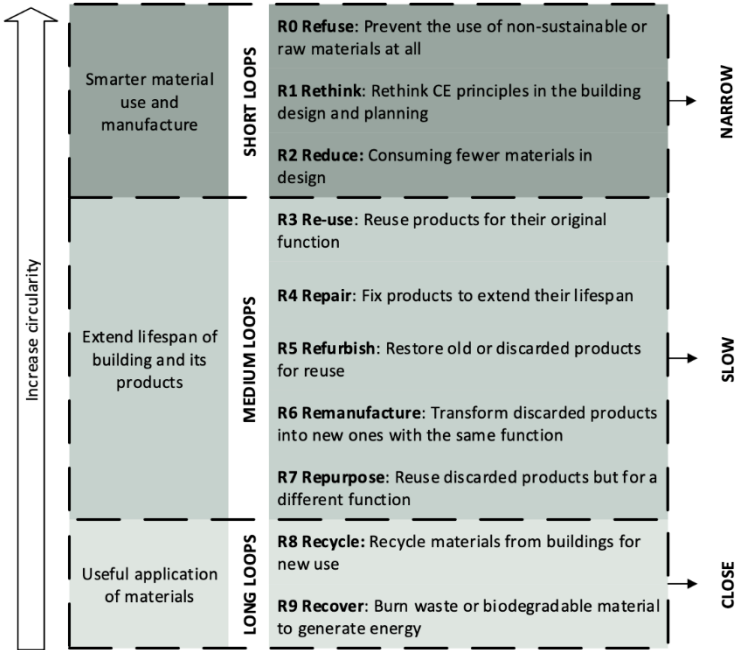 Increase circularity
Smarter material
use and
manufacture
SHORT LOOPS
R0 Refuse: Prevent the use of non-sustainable or
raw materials at all
R1 Rethink: Rethink CE principles in the building
design and planning
R2 Reduce: Consuming fewer materials in
design
NARROW
Extend lifespan of
building and its
products
MEDIUM LOOPS
R3 Re-use: Reuse products for their original
function
R4 Repair: Fix products to extend their lifespan
R5 Refurbish: Restore old or discarded products
for reuse
R6 Remanufacture: Transform discarded products
into new ones with the same function
R7 Repurpose: Reuse discarded products but for a
different function
SLOW
Useful application
of materials
LONG LOOPS
R8 Recycle: Recycle materials from buildings for
new use
R9 Recover: Burn waste or biodegradable material
to generate energy
CLOSE